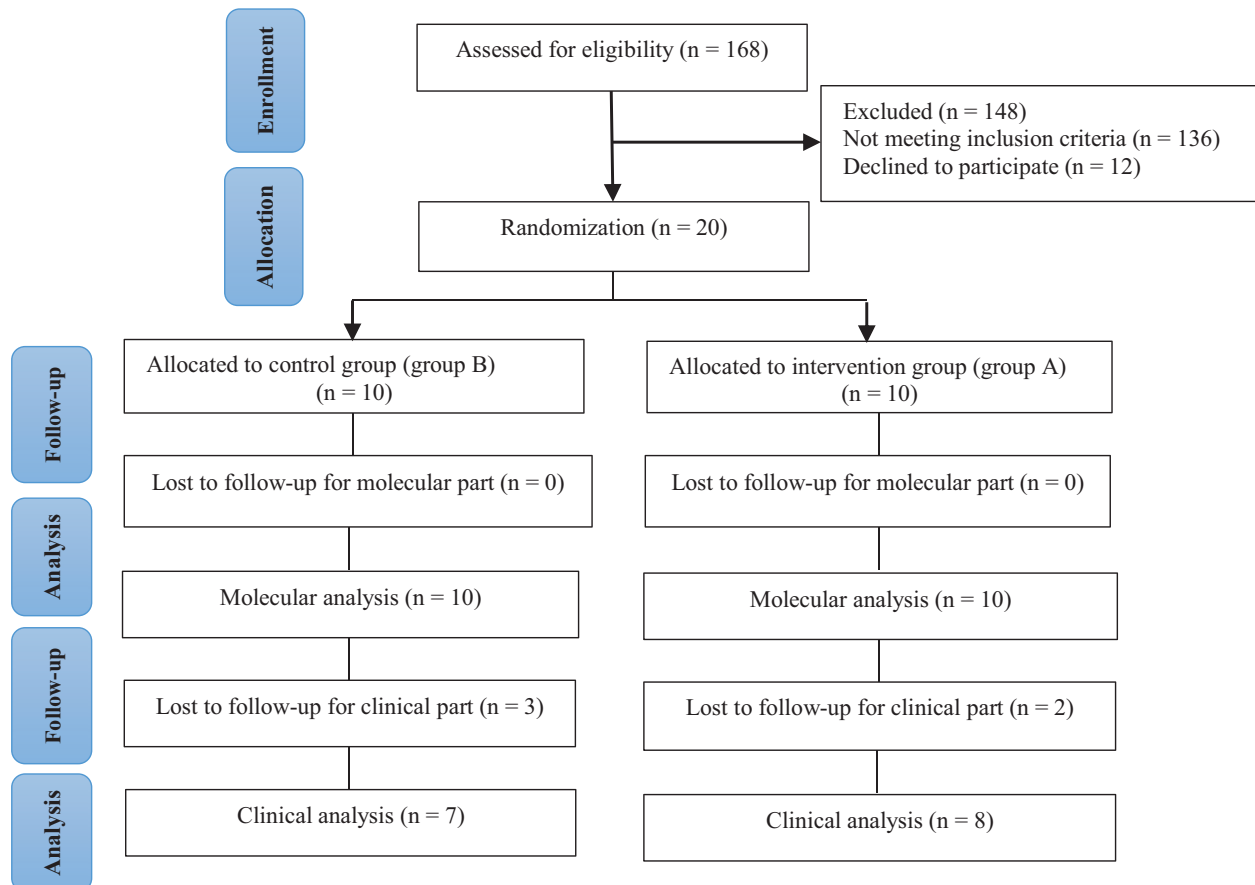 Enrollment
Assessed for eligibility (n = 168)
Excluded (n = 148)
Not meeting inclusion criteria (n = 136)
Declined to participate (n = 12)
Allocation
Randomization (n = 20)
Follow-up
Allocated to control group (group B)
(n = 10)
Allocated to intervention group (group A)
(n = 10)
Lost to follow-up for molecular part (n = 0)
Lost to follow-up for molecular part (n = 0)
Analysis
Molecular analysis (n = 10)
Molecular analysis (n = 10)
Follow-up
Lost to follow-up for clinical part (n = 3)
Lost to follow-up for clinical part (n = 2)
Analysis
Clinical analysis (n = 7)
Clinical analysis (n = 8)